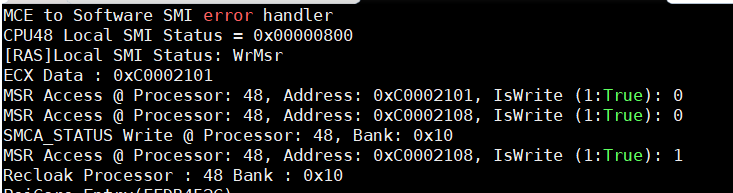 MCE to Software SMI error handler
CPU48 Local SMI Status = 0x00000800
[RAS]Local SMI Status: WrMsr
ECX Data : 0xC0002101
MSR Access @ Processor: 48, Address: 0xC0002101, IsWrite (1:True): 0
MSR Access @ Processor: 48, Address: 0xC0002108, IsWrite (1:True): 0
SMCA_STATUS Write @ Processor: 48, Bank: 0x10
MSR Access @ Processor: 48, Address: 0xC0002108, IsWrite (1:True): 1
Recloak Processor : 48 Bank : 0x10